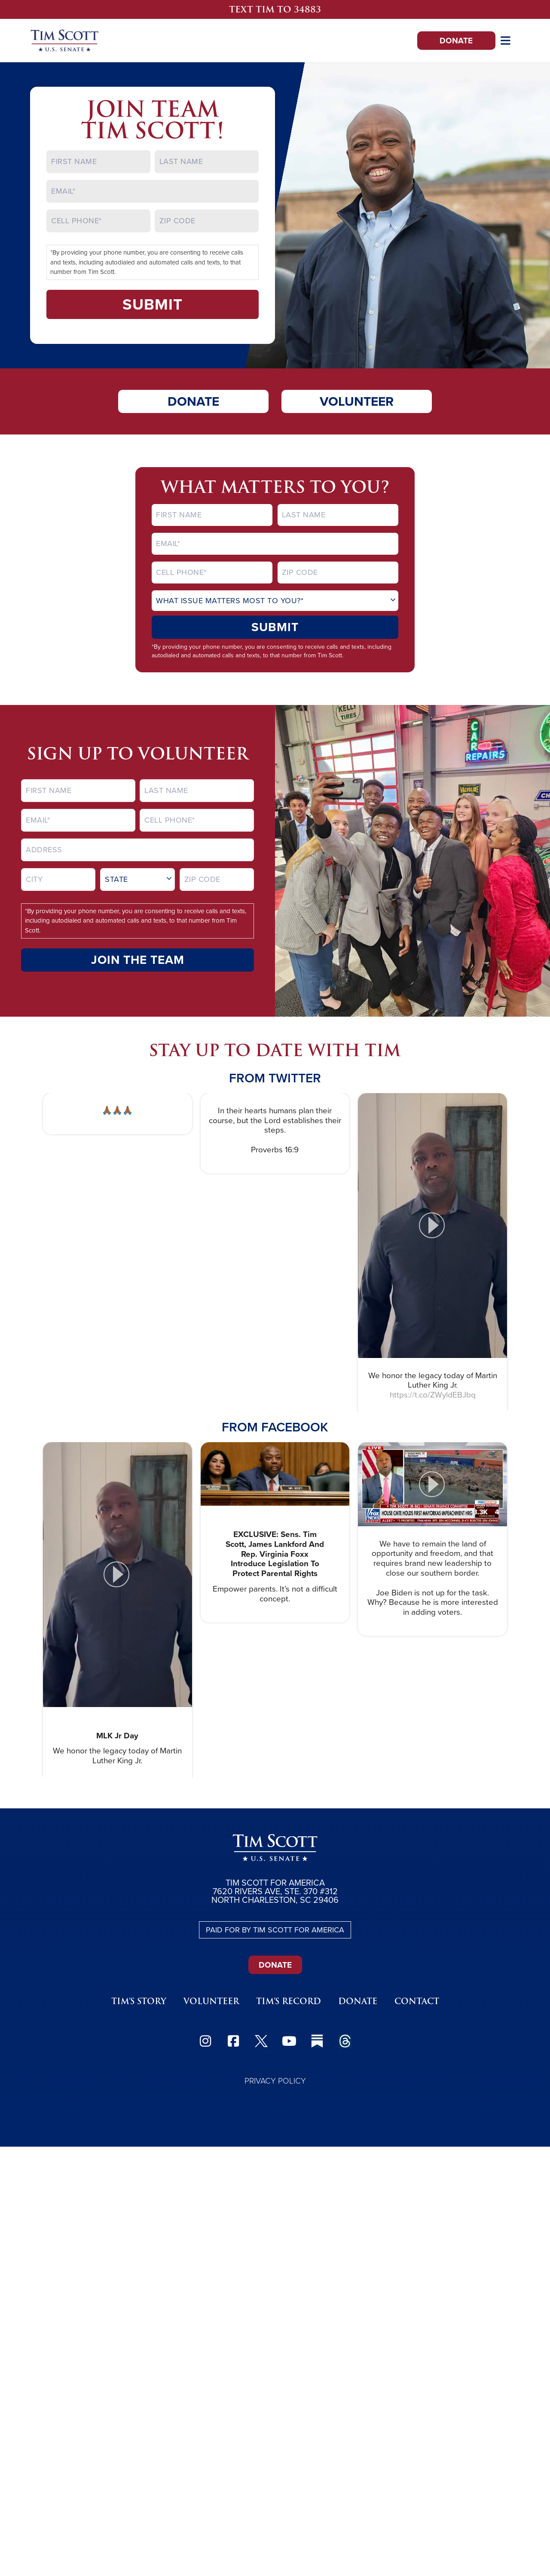 TEXT TIM TO 34883
TIM SCOTT
U.S. SENATE
DONATE
JOIN TEAM
TIM SCOTT!
FIRST NAME
LAST NAME
EMAIL*
CELL PHONE*
ZIP CODE
*By providing your phone number, you are consenting to receive calls
and texts, including autodialed and automated calls and texts, to that
number from Tim Scott.
SUBMIT
DONATE
VOLUNTEER
WHAT MATTERS TO YOU?
FIRST NAME
LAST NAME
EMAIL*
CELL PHONE*
ZIP CODE
WHAT ISSUE MATTERS MOST TO YOU?*
SUBMIT
*By providing your phone number, you are consenting to receive calls and texts, including
autodialed and automated calls and texts, to that number from Tim Scott.
KELLY
TIRES
CAR
REPAIRS
VALVOLINE
SIGN UP TO VOLUNTEER
FIRST NAME
LAST NAME
EMAIL*
CELL PHONE*
ADDRESS
CITY
STATE
ZIP CODE
*By providing your phone number, you are consenting to receive calls and texts,
including autodialed and automated calls and texts, to that number from Tim
Scott.
JOIN THE TEAM
STAY UP TO DATE WITH TIM
FROM TWITTER
🙏🏾🙏🏾🙏🏾
In their hearts humans plan their
course, but the Lord establishes their
steps.
Proverbs 16:9
We honor the legacy today of Martin
Luther King Jr.
https://t.co/ZWyIdEBJbq
FROM FACEBOOK
MLK Jr Day
We honor the legacy today of Martin
Luther King Jr.
EXCLUSIVE: Sens. Tim
Scott, James Lankford And
Rep. Virginia Foxx
Introduce Legislation To
Protect Parental Rights
Empower parents. It's not a difficult
concept.
LIVE
HOUSE CMTE HOLDS FIRST MAYORKAS IMPEACHMENT HRG
We have to remain the land of
opportunity and freedom, and that
requires brand new leadership to
close our southern border.
Joe Biden is not up for the task.
Why? Because he is more interested
in adding voters.
TIM SCOTT
U.S. SENATE
TIM SCOTT FOR AMERICA
7620 RIVERS AVE, STE. 370 #312
NORTH CHARLESTON, SC 29406
PAID FOR BY TIM SCOTT FOR AMERICA
DONATE
TIM'S STORY
VOLUNTEER
TIM'S RECORD
DONATE
CONTACT
PRIVACY POLICY